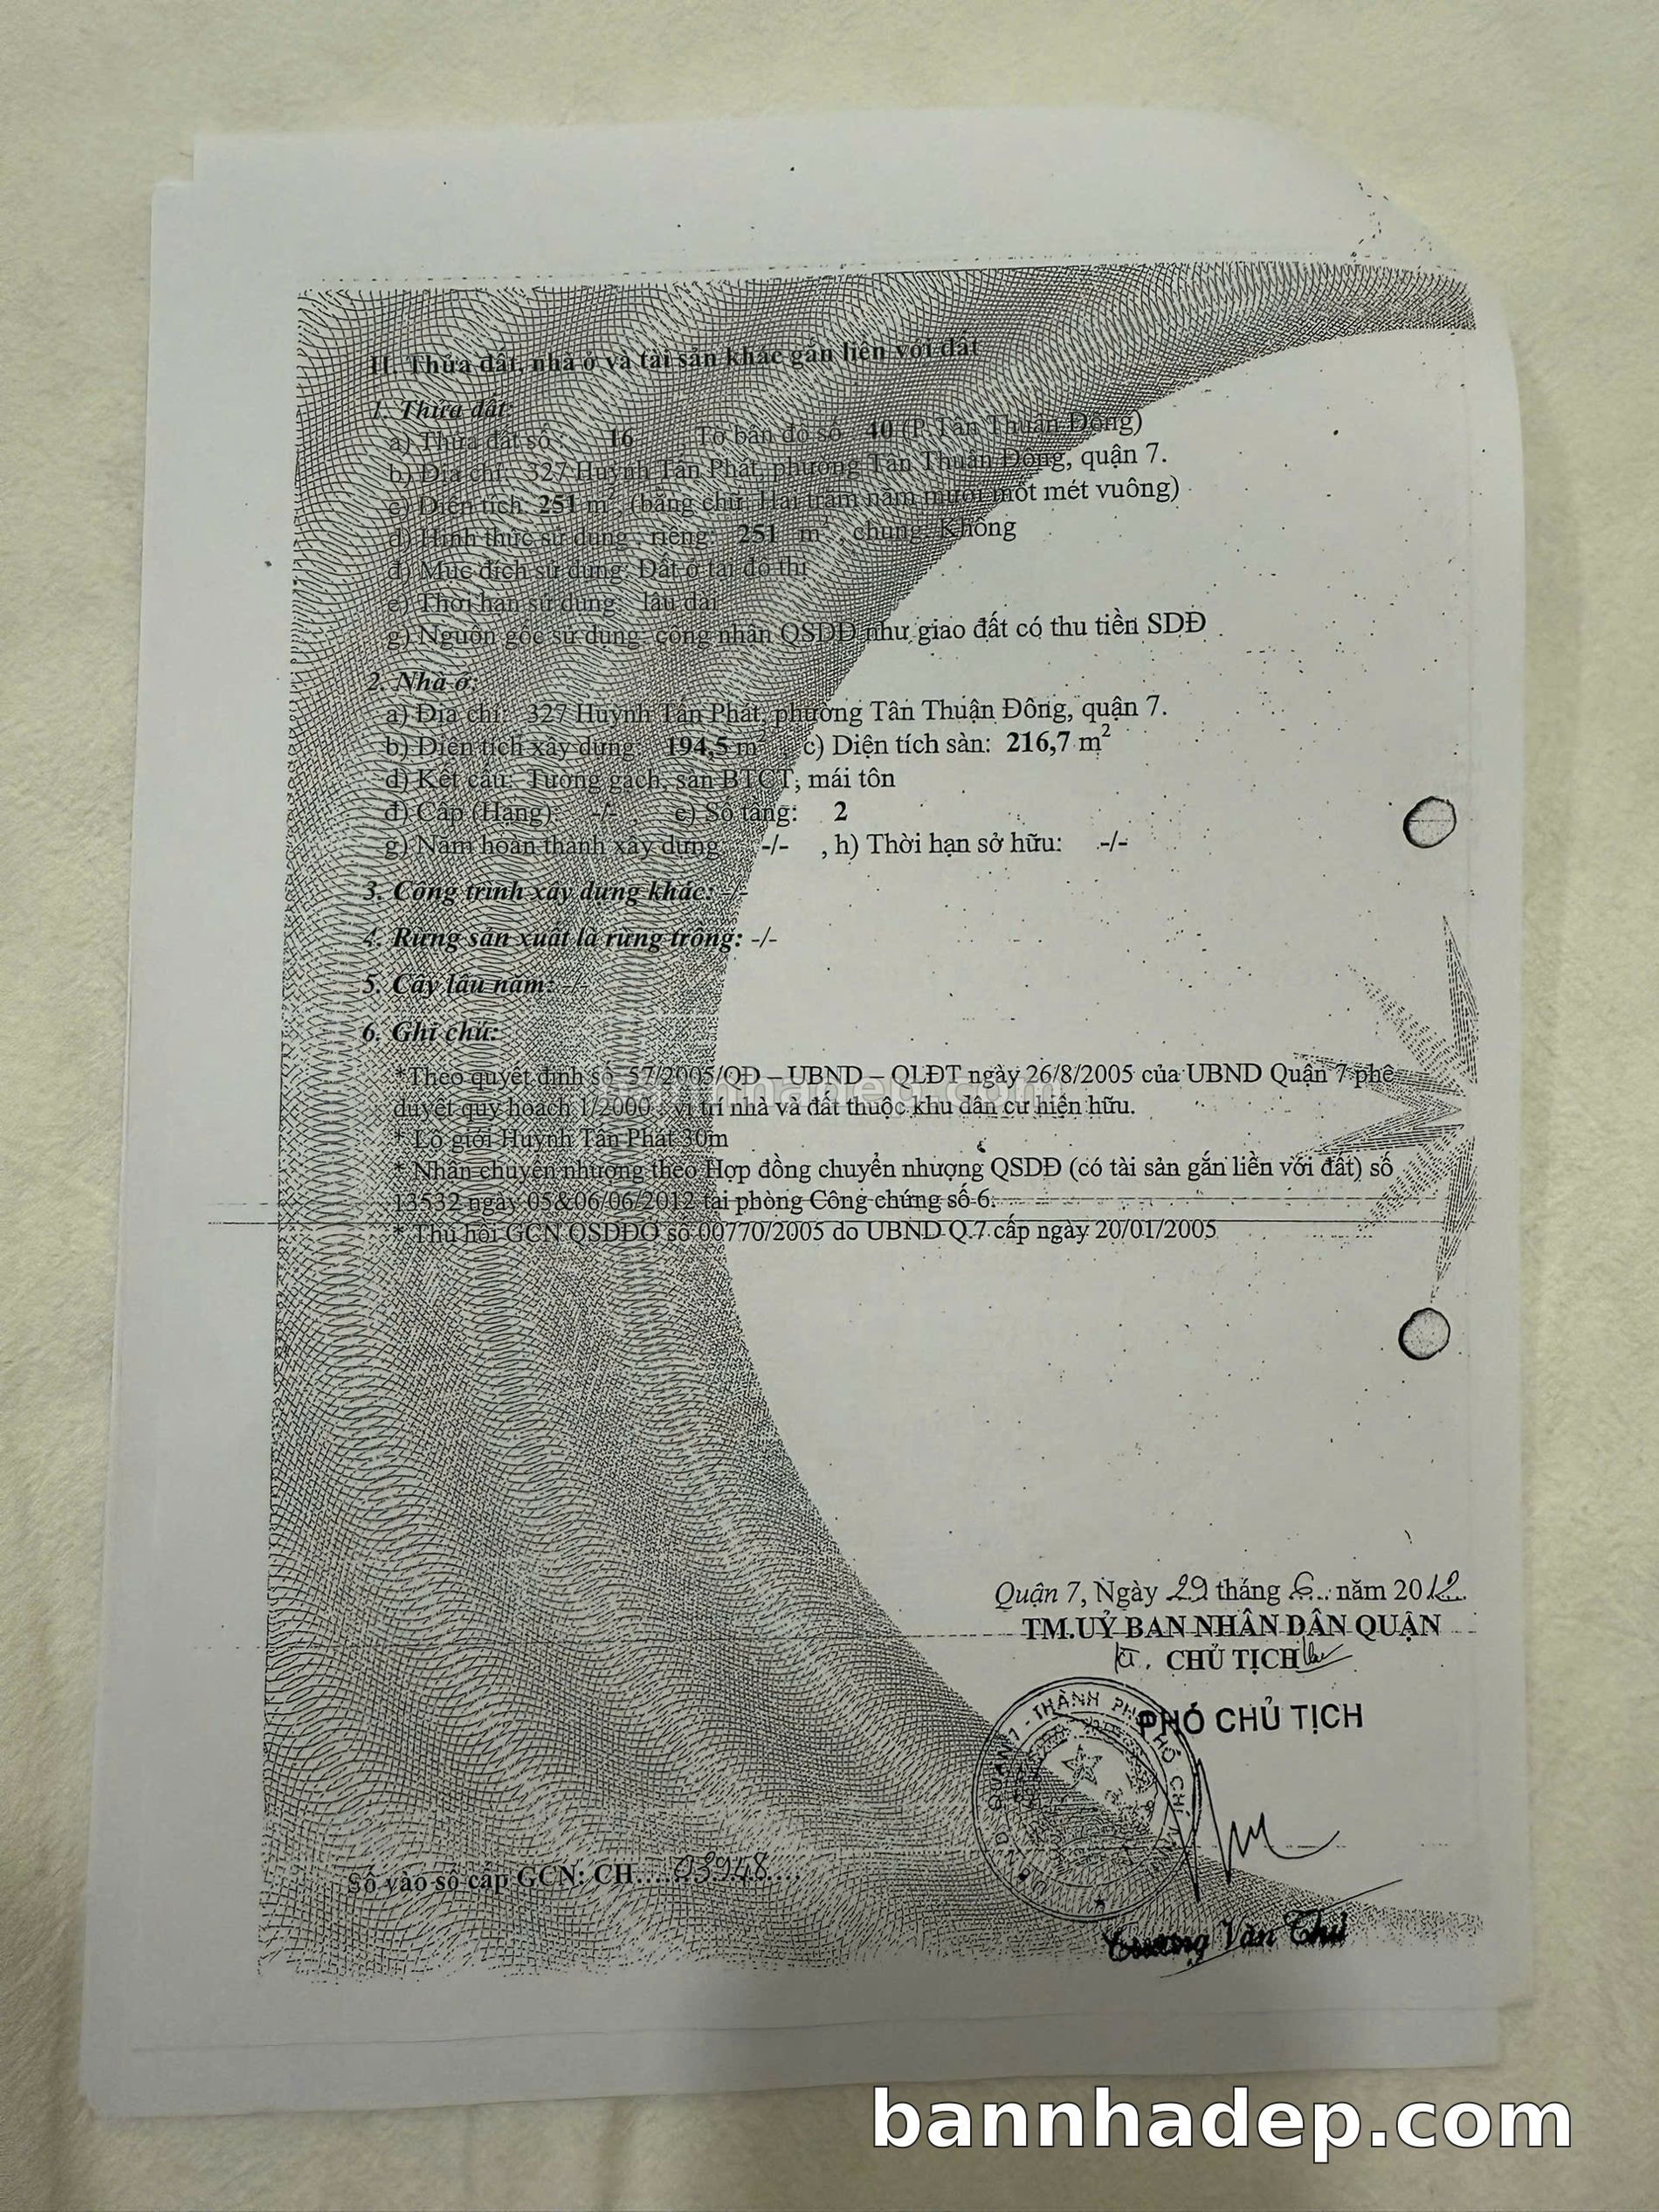 II. Thửa đất, nhà ở và tài sản khác gắn liền với đất
1. Thửa đất:
a) Thửa đất số : 16 , Tờ bản đồ số 40 (P.Tân Thuận Đông)
b) Địa chỉ: 327 Huỳnh Tấn Phát, phường Tân Thuận Đông, quận 7.
c) Diện tích: 251 m², (bằng chữ: Hai trăm năm mươi một mét vuông)
d) Hình thức sử dụng , riêng: 251 m², chung: Không
đ) Mục đích sử dụng: Đất ở tại đô thị
e) Thời hạn sử dụng: lâu dài
g) Nguồn gốc sử dụng: công nhận QSDĐ như giao đất có thu tiền SDĐ
2. Nhà ở:
a) Địa chỉ: 327 Huỳnh Tấn Phát, phường Tân Thuận Đông, quận 7.
b) Diện tích xây dựng: 194,5 m² c) Diện tích sàn: 216,7 m²
d) Kết cấu: Tường gạch, sàn BTCT, mái tôn
đ) Cấp (Hạng) -/- , e) Số tầng: 2
g) Năm hoàn thành xây dựng -/- , h) Thời hạn sở hữu: -/-
3. Công trình xây dựng khác: -/-
4. Rừng sản xuất là rừng trồng: -/-
5. Cây lâu năm: -/-
6. Ghi chú:
*Theo quyết định số 57/2005/QĐ – UBND – QLĐT ngày 26/8/2005 của UBND Quận 7 phê
duyệt quy hoạch 1/2000 : vị trí nhà và đất thuộc khu dân cư hiện hữu.
* Lộ giới Huỳnh Tấn Phát 30m
* Nhận chuyển nhượng theo Hợp đồng chuyển nhượng QSDĐ (có tài sản gắn liền với đất) số
13532 ngày 05&06/06/2012 tại phòng Công chứng số 6.
* Thu hồi GCN QSDĐO số 00770/2005 do UBND Q.7 cấp ngày 20/01/2005
bannhadep.com
Quận 7, Ngày 29 tháng 6... năm 2012
TM.UỶ BAN NHÂN DÂN QUẬN
KT. CHỦ TỊCH
PHÓ CHỦ TỊCH
QUẬN 7 - THÀNH PHỐ HỒ CHÍ MINH
Số vào sổ cấp GCN: CH....03948....
Trương Văn Thú
bannhadep.com